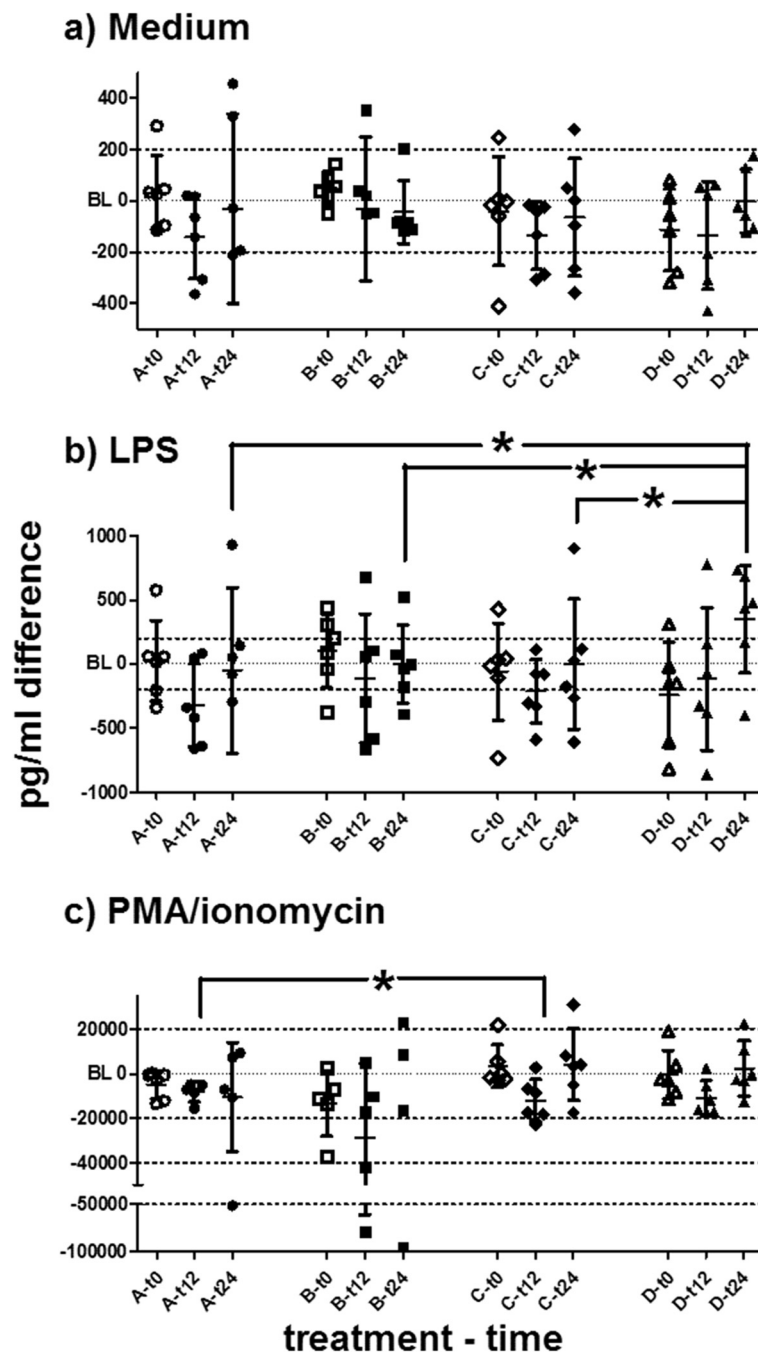 a) Medium
400
200
BL 0
-200
-400
A-t0 A-t12 A-t24 B-t0 B-t12 B-t24 C-t0 C-t12 C-t24 D-t0 D-t12 D-t24
b) LPS
* * *
1000
500
BL 0
-500
-1000
A-t0 A-t12 A-t24 B-t0 B-t12 B-t24 C-t0 C-t12 C-t24 D-t0 D-t12 D-t24
pg/ml difference
c) PMA/ionomycin
*
20000
BL 0
-20000
-40000
-50000
-100000
A-t0 A-t12 A-t24 B-t0 B-t12 B-t24 C-t0 C-t12 C-t24 D-t0 D-t12 D-t24
treatment - time